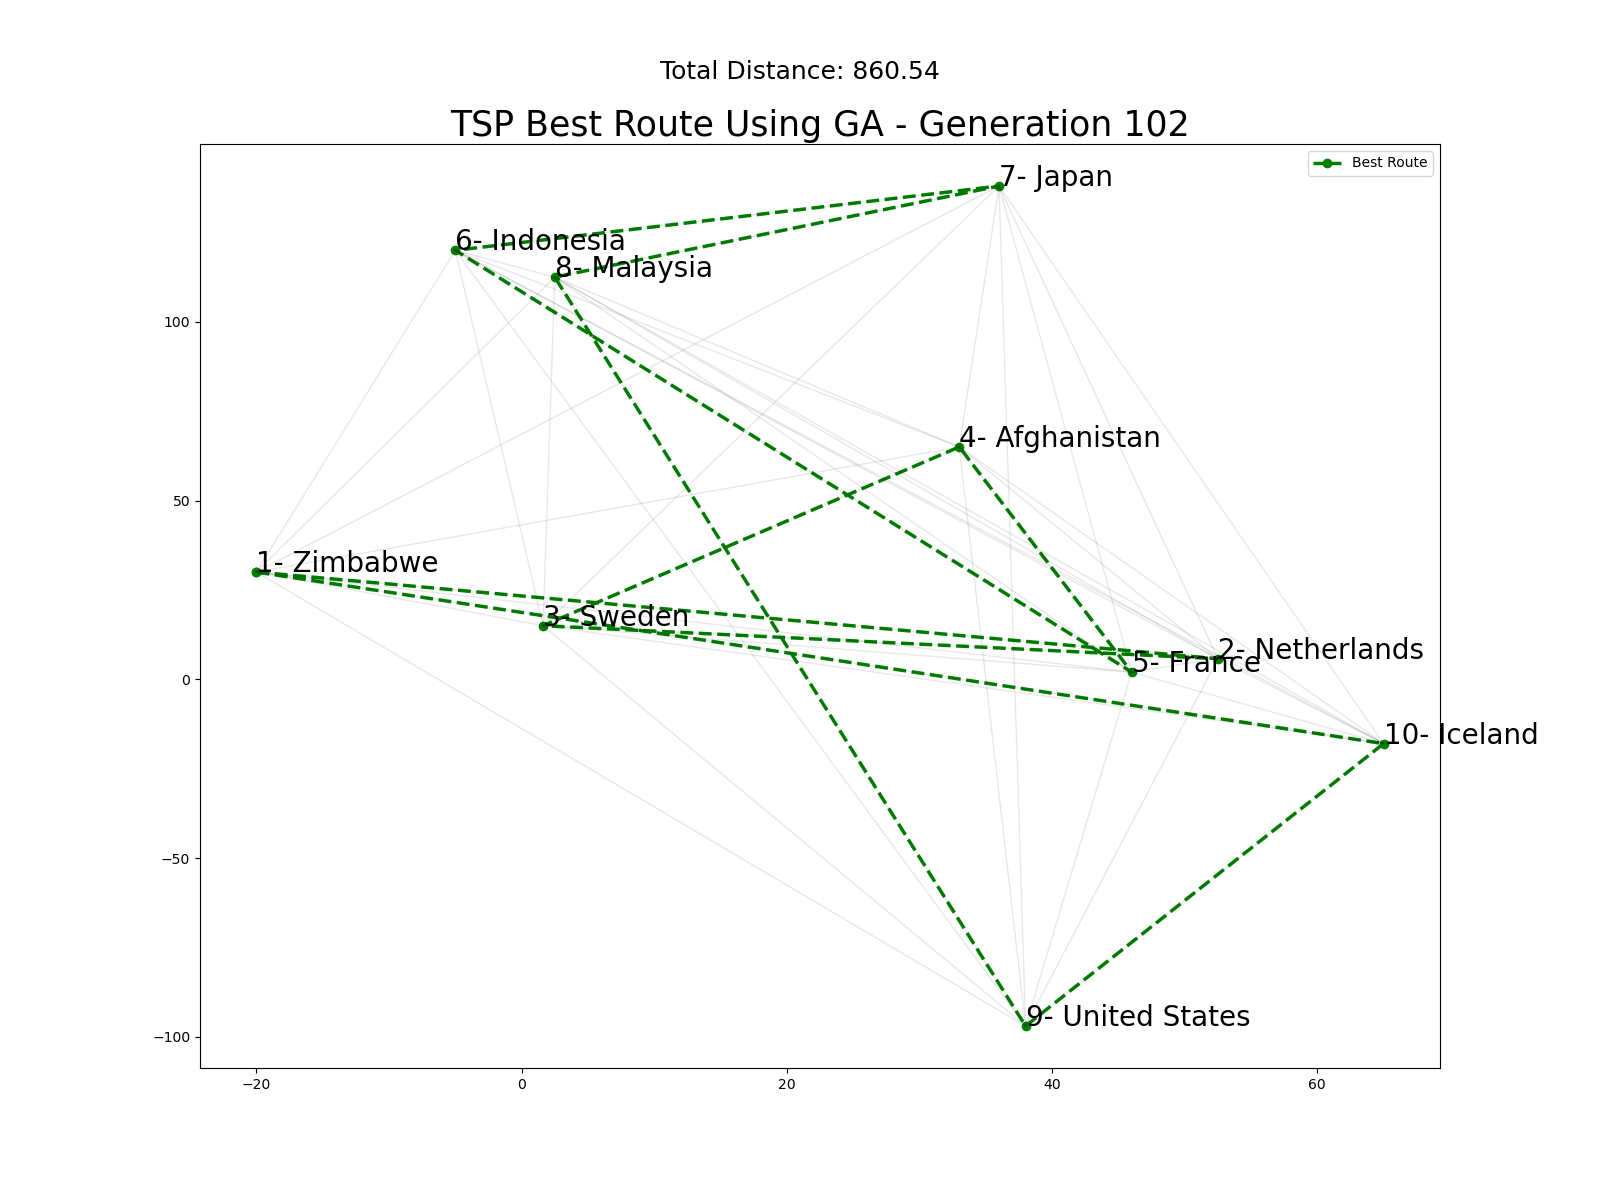 Total Distance: 860.54
TSP Best Route Using GA - Generation 102
Best Route
7- Japan
6- Indonesia
8- Malaysia
100
4- Afghanistan
50
1- Zimbabwe
3- Sweden
2- Netherlands
5- France
0
10- Iceland
−50
9- United States
−100
−20 0 20 40 60